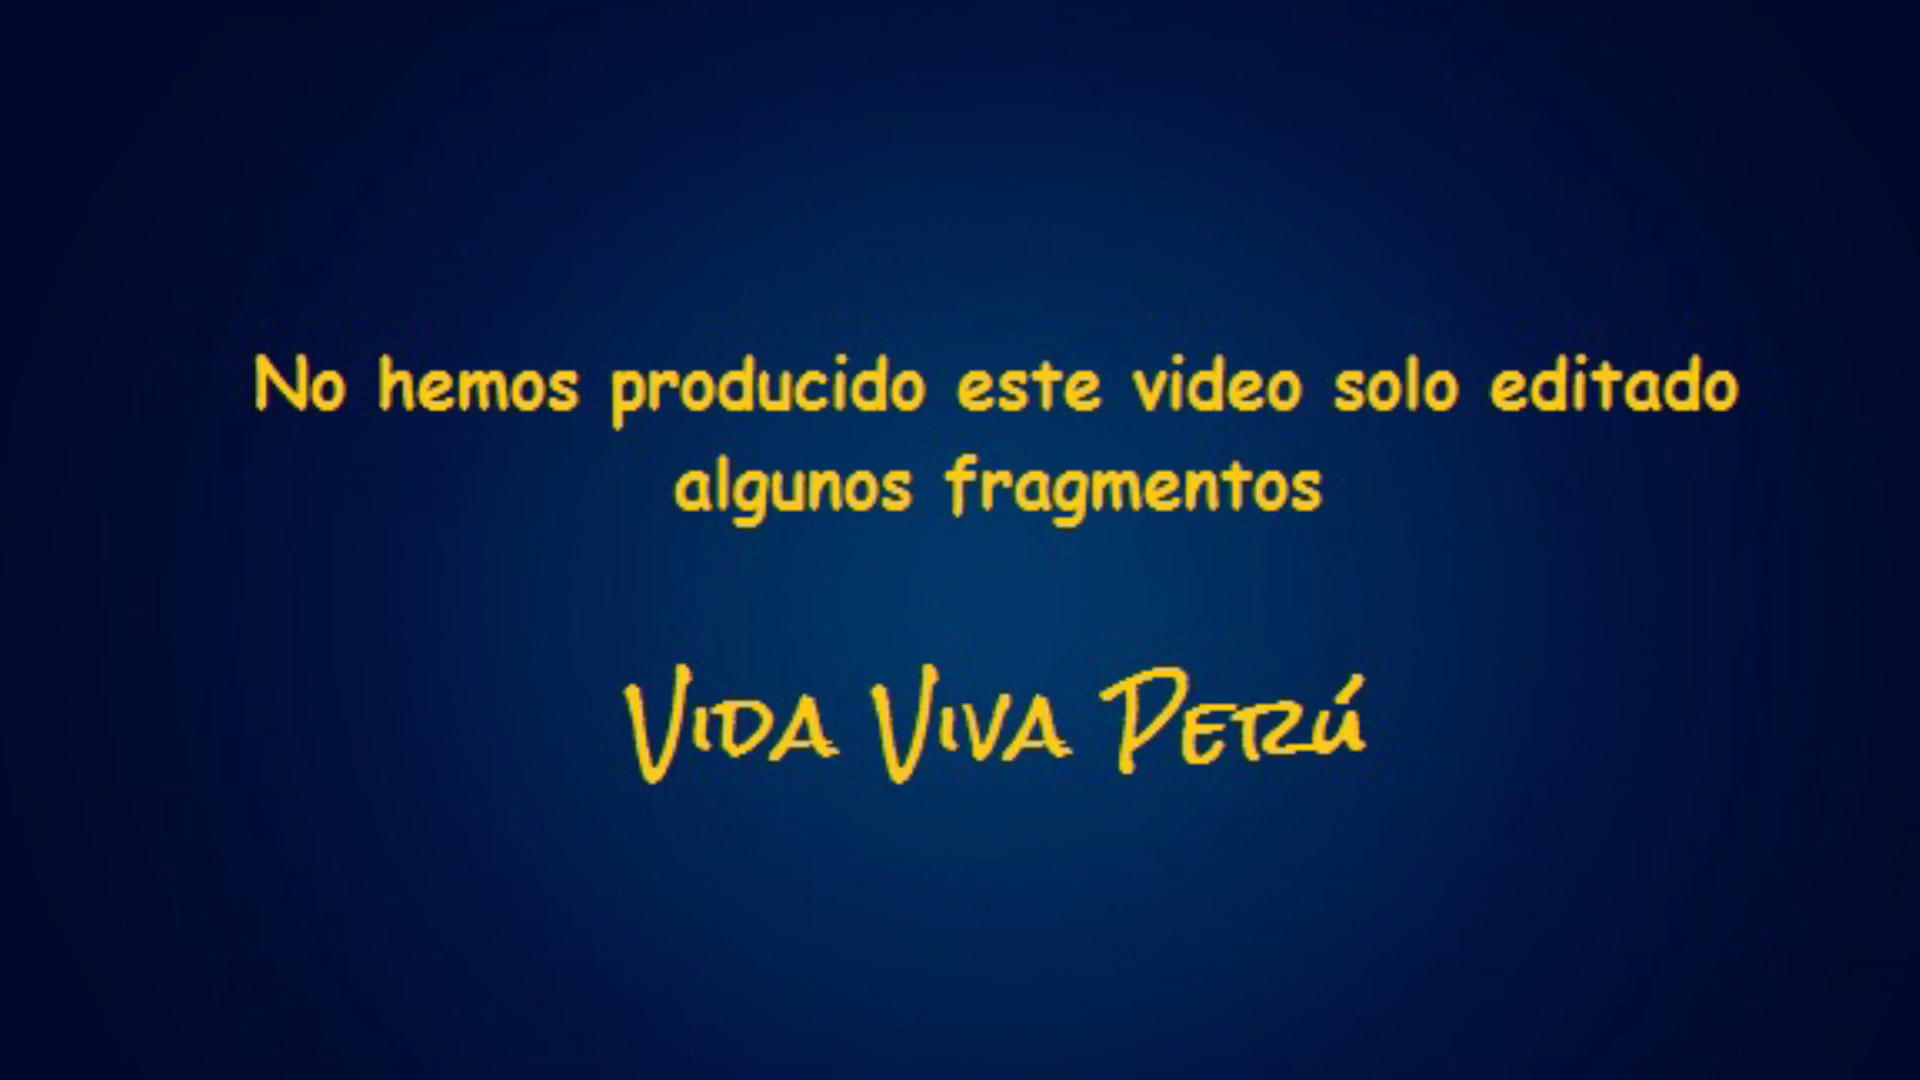 No hemos producido este video solo editado
algunos fragmentos
Vida Viva Perú